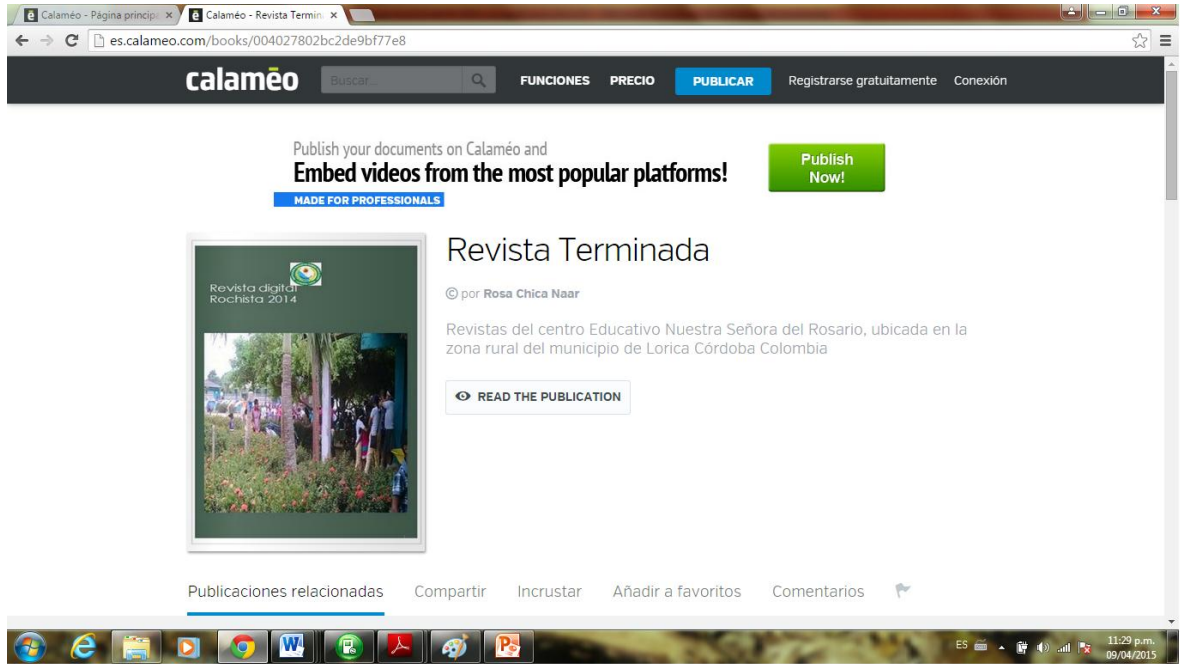 Calaméo - Página princip
Calaméo - Revista Termin
es.calameo.com/books/004027802bc2de9bf77e8
calamēo Buscar... FUNCIONES PRECIO PUBLICAR Registrarse gratuitamente Conexión
Publish your documents on Calaméo and
Embed videos from the most popular platforms!
MADE FOR PROFESSIONALS
Publish
Now!
Revista digital
Rochista 2014
Revista Terminada
© por Rosa Chica Naar
Revistas del centro Educativo Nuestra Señora del Rosario, ubicada en la
zona rural del municipio de Lorica Córdoba Colombia
READ THE PUBLICATION
Publicaciones relacionadas Compartir Incrustar Añadir a favoritos Comentarios
ES
11:29 p.m.
09/04/2015